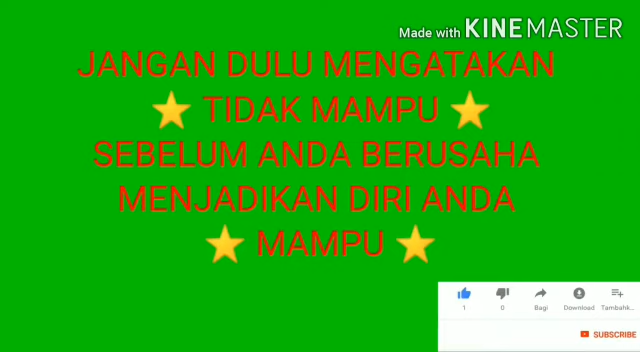 Made with KINEMASTER
JANGAN DULU MENGATAKAN
⭐ TIDAK MAMPU ⭐
SEBELUM ANDA BERUSAHA
MENJADIKAN DIRI ANDA
⭐ MAMPU ⭐
1 0 Bagi Download Tambahk...
SUBSCRIBE